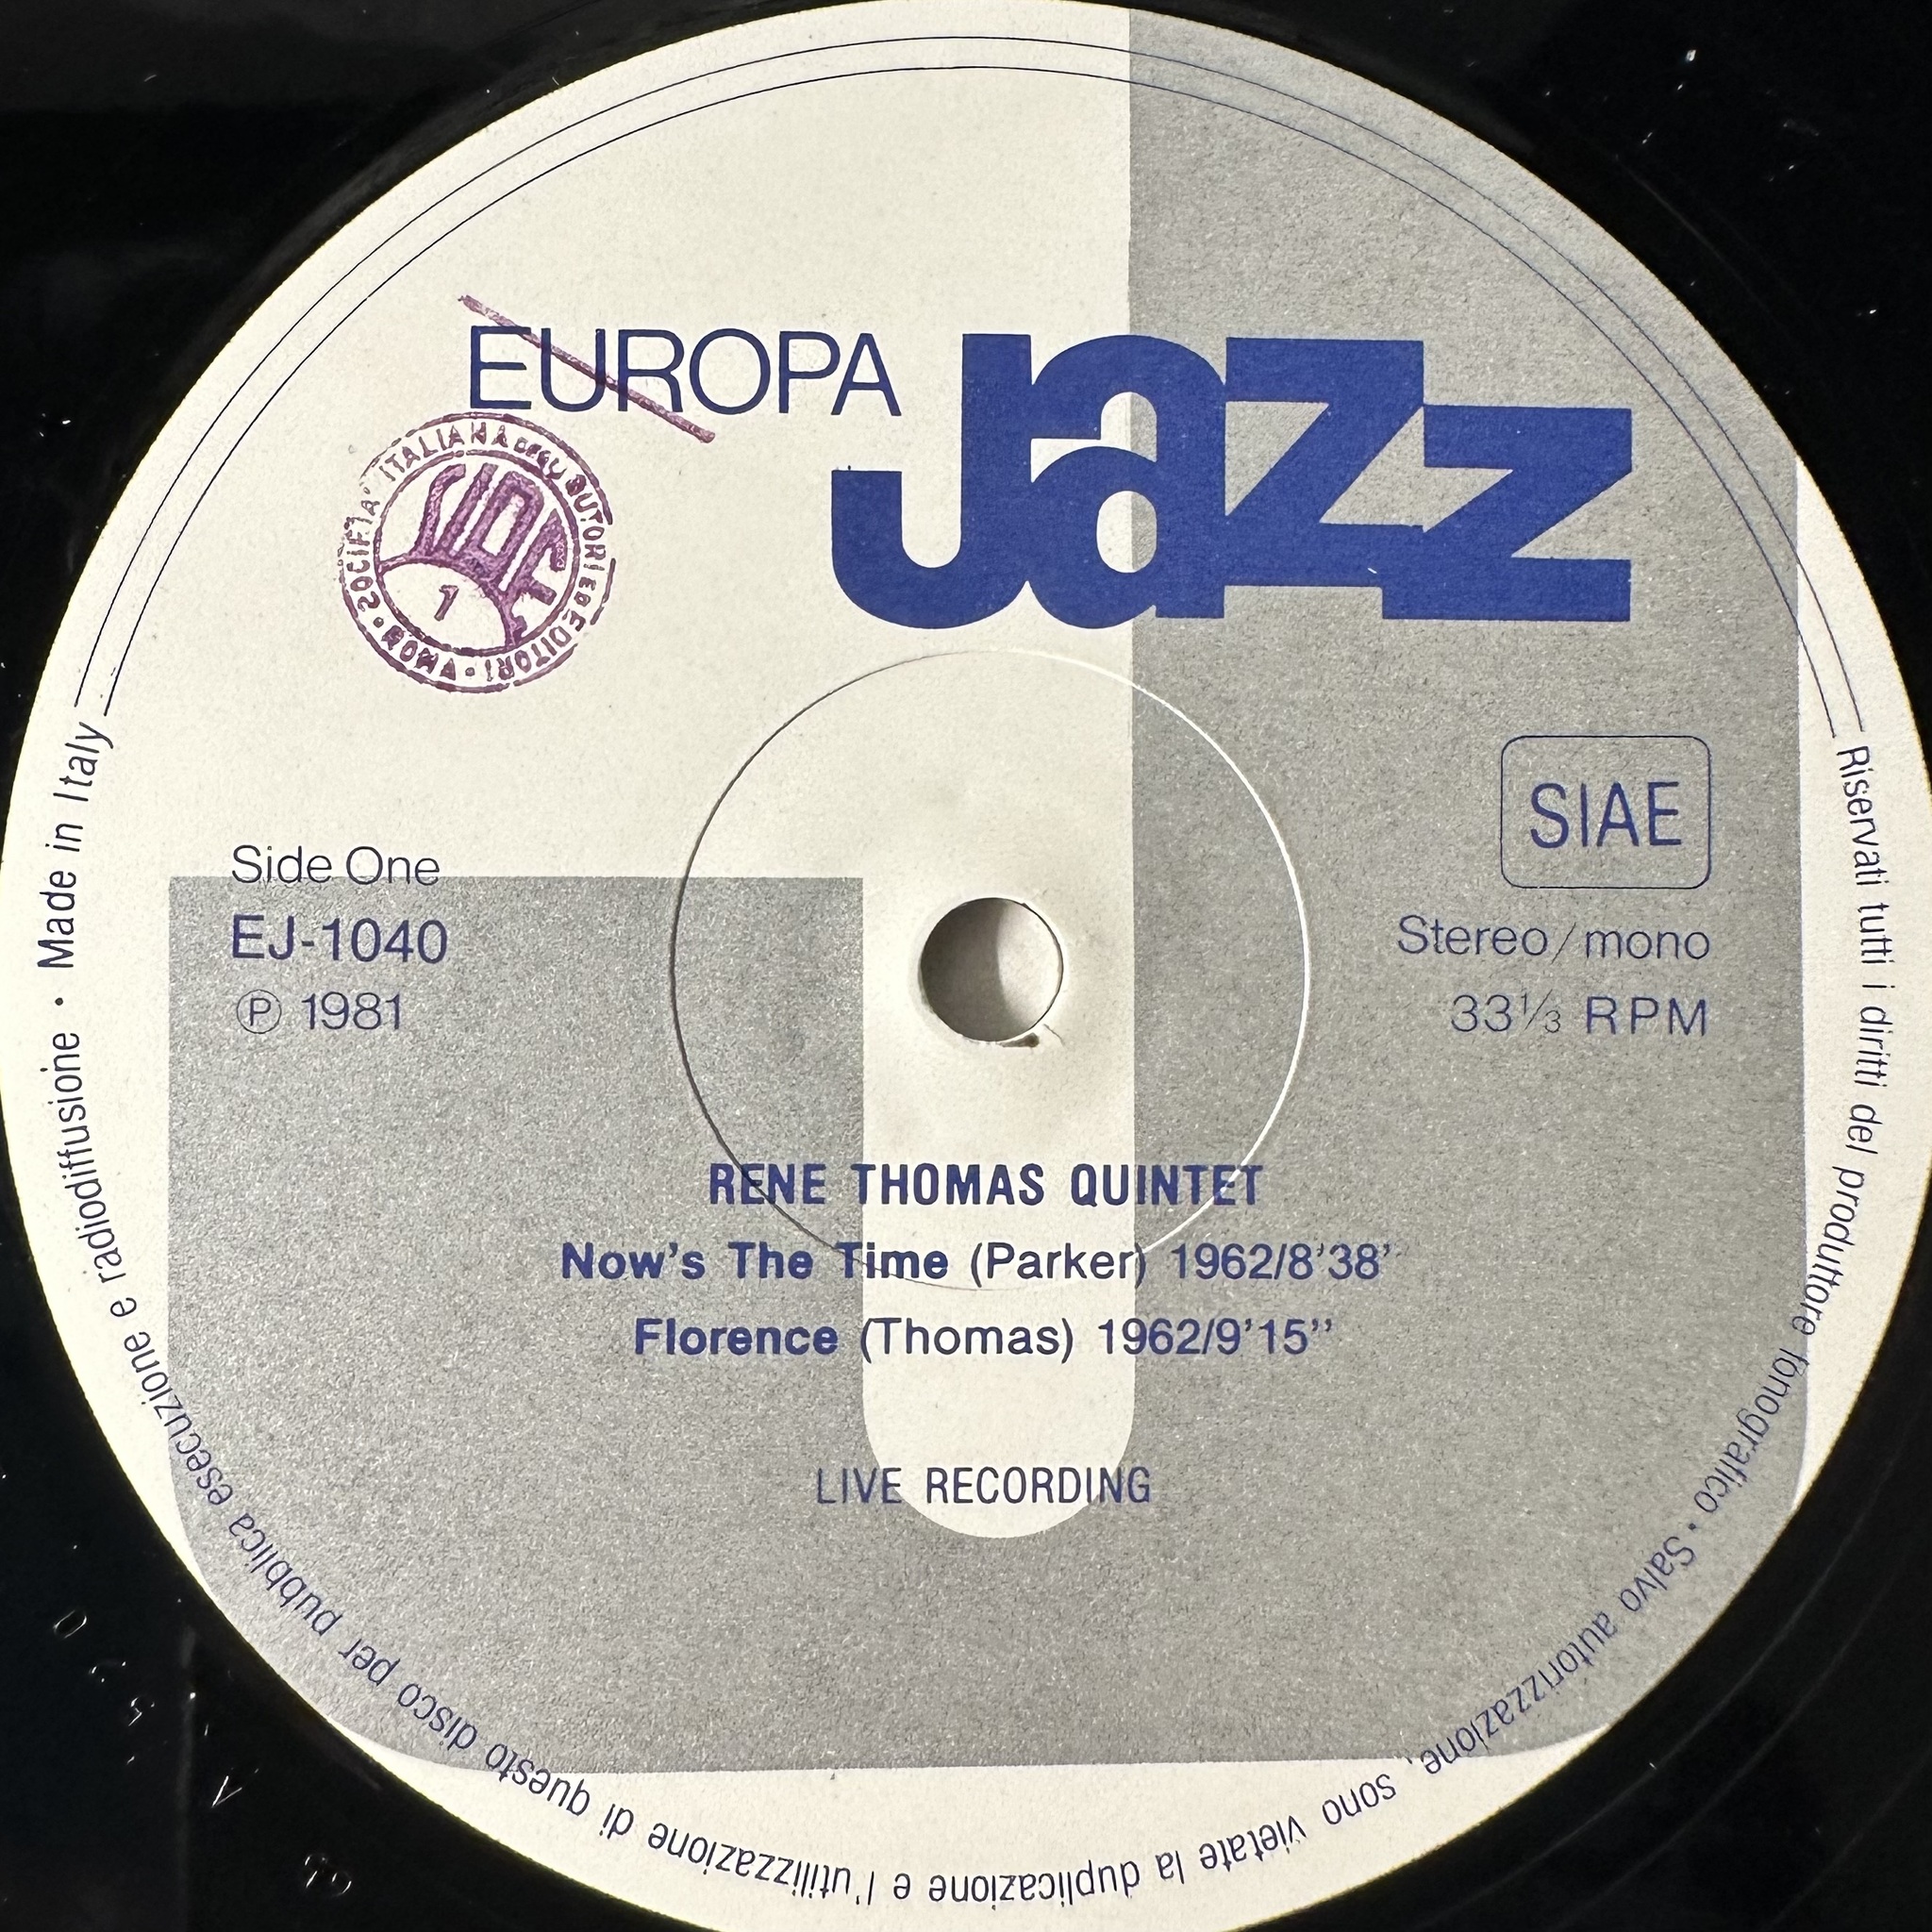 EUROPA Jazz
SOCIETA' ITALIANA DEGLI AUTORI ED EDITORI · ROMA ·
SIAE
1
SIAE
Side One
EJ-1040
Ⓟ 1981
Stereo/mono
33⅓ RPM
RENE THOMAS QUINTET
Now's The Time (Parker) 1962/8'38'
Florence (Thomas) 1962/9'15''
LIVE RECORDING
Riservati tutti i diritti del produttore fonografico · Salvo autorizzazione, sono vietate la duplicazione e l'utilizzazione di questo disco per pubblica esecuzione e radiodiffusione · Made in Italy